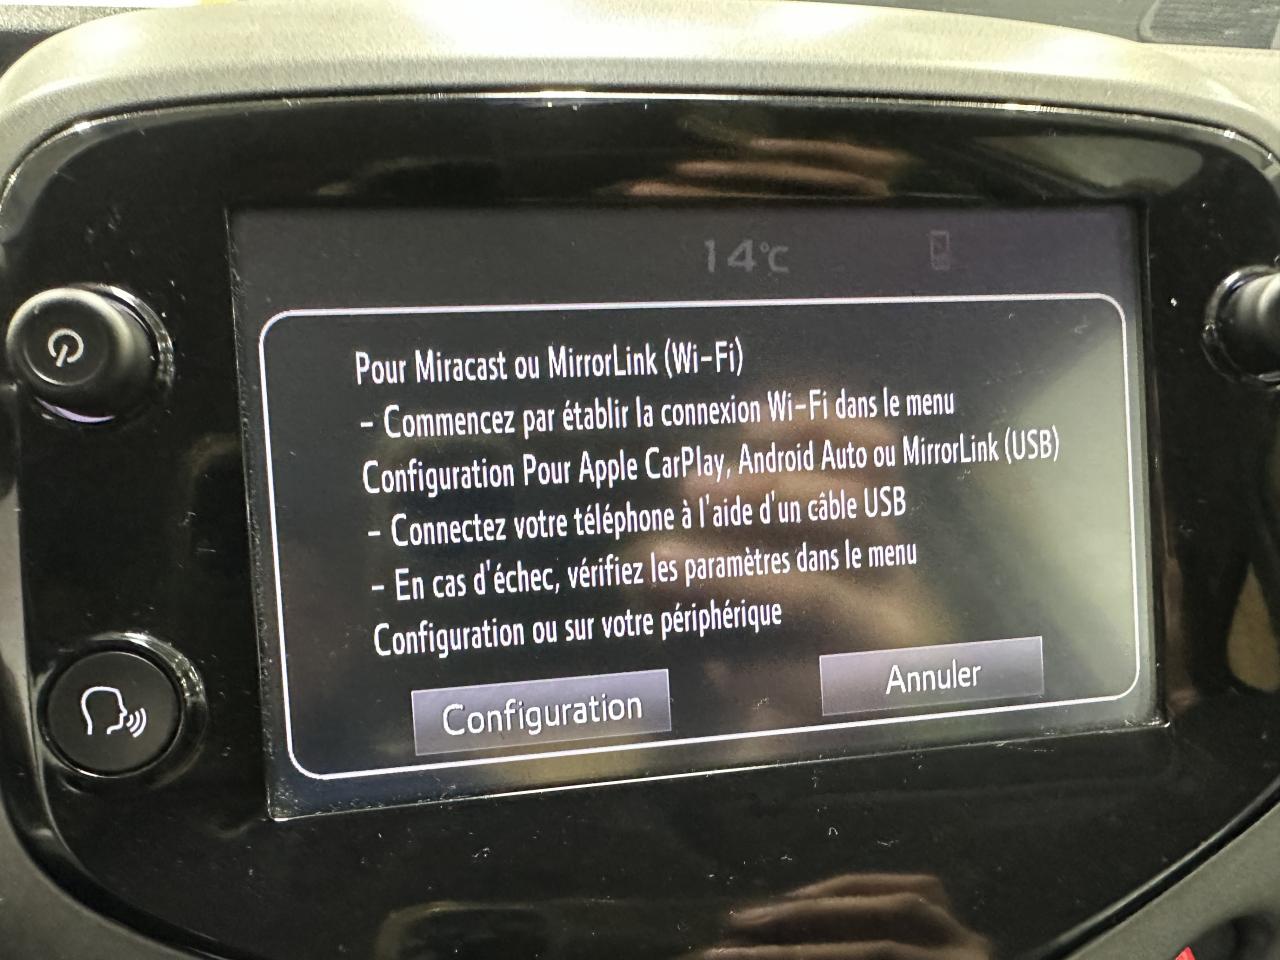 14°C
Pour Miracast ou MirrorLink (Wi-Fi)
- Commencez par établir la connexion Wi-Fi dans le menu
Configuration Pour Apple CarPlay, Android Auto ou MirrorLink (USB)
- Connectez votre téléphone à l'aide d'un câble USB
- En cas d'échec, vérifiez les paramètres dans le menu
Configuration ou sur votre périphérique
Configuration
Annuler